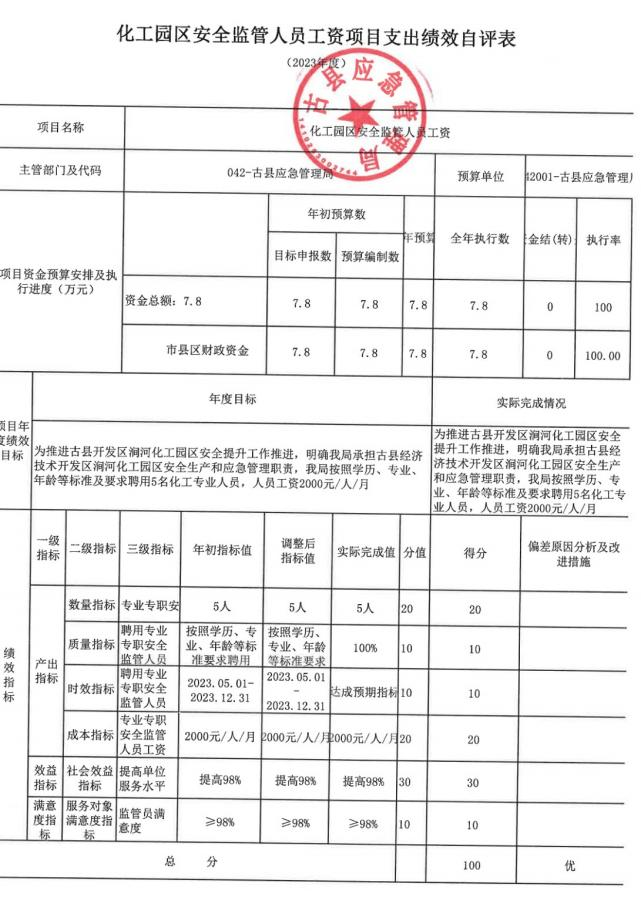 化工园区安全监管人员工资项目支出绩效自评表
（2023年度）
古县应急管理局
项目名称
化工园区安全监管人员工资
主管部门及代码
042-古县应急管理局
预算单位
42001-古县应急管理
项目资金预算安排及执
行进度（万元）
年初预算数
年预算
全年执行数
金结(转)
执行率
目标申报数
预算编制数
资金总额：7.8
7.8
7.8
7.8
7.8
0
100
市县区财政资金
7.8
7.8
7.8
7.8
0
100.00
项目年
度绩效
目标
年度目标
实际完成情况
为推进古县开发区涧河化工园区安全提升工作推进，明确我局承担古县经济
技术开发区涧河化工园区安全生产和应急管理职责，我局按照学历、专业、
年龄等标准及要求聘用5名化工专业人员，人员工资2000元/人/月
为推进古县开发区涧河化工园区安全
提升工作推进，明确我局承担古县经
济技术开发区涧河化工园区安全生产
和应急管理职责，我局按照学历、专
业、年龄等标准及要求聘用5名化工专
业人员，人员工资2000元/人/月
绩效指标
一级
指标
二级指标
三级指标
年初指标值
调整后
指标值
实际完成值
分值
得分
偏差原因分析及改
进措施
产出
指标
数量指标
专业专职安
5人
5人
5人
20
20
质量指标
聘用专业
专职安全
监管人员
按照学历、专
业、年龄等标
准要求聘用
按照学历、
专业、年龄
等标准要求
100%
10
10
时效指标
聘用专业
专职安全
监管人员
2023.05.01-
2023.12.31
2023.05.01
-
2023.12.31
达成预期指标
10
10
成本指标
专业专职
安全监管
人员工资
2000元/人/月
2000元/人/月
2000元/人/月
20
20
效益
指标
社会效益
指标
提高单位
服务水平
提高98%
提高98%
提高98%
30
30
满意
度指
标
服务对象
满意度指
标
监管员满
意度
≥98%
≥98%
≥98%
10
10
总 分
100
优